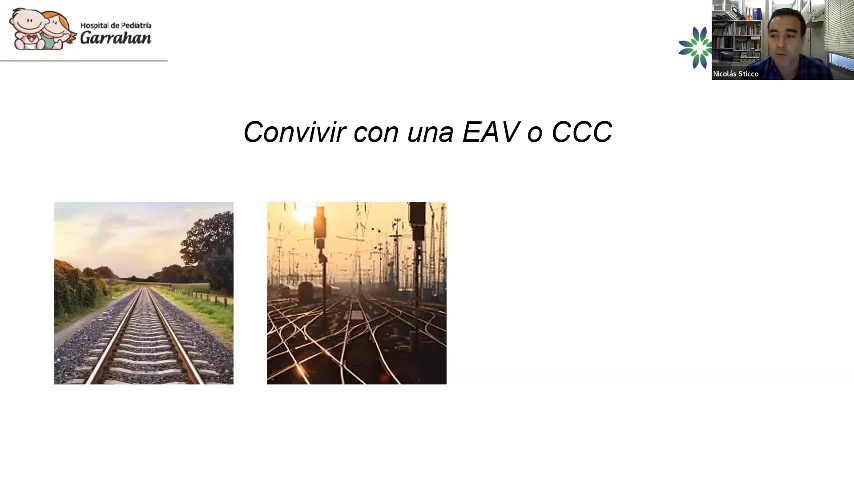 Hospital de Pediatría
Garrahan
Nicolás Sticco
Convivir con una EAV o CCC